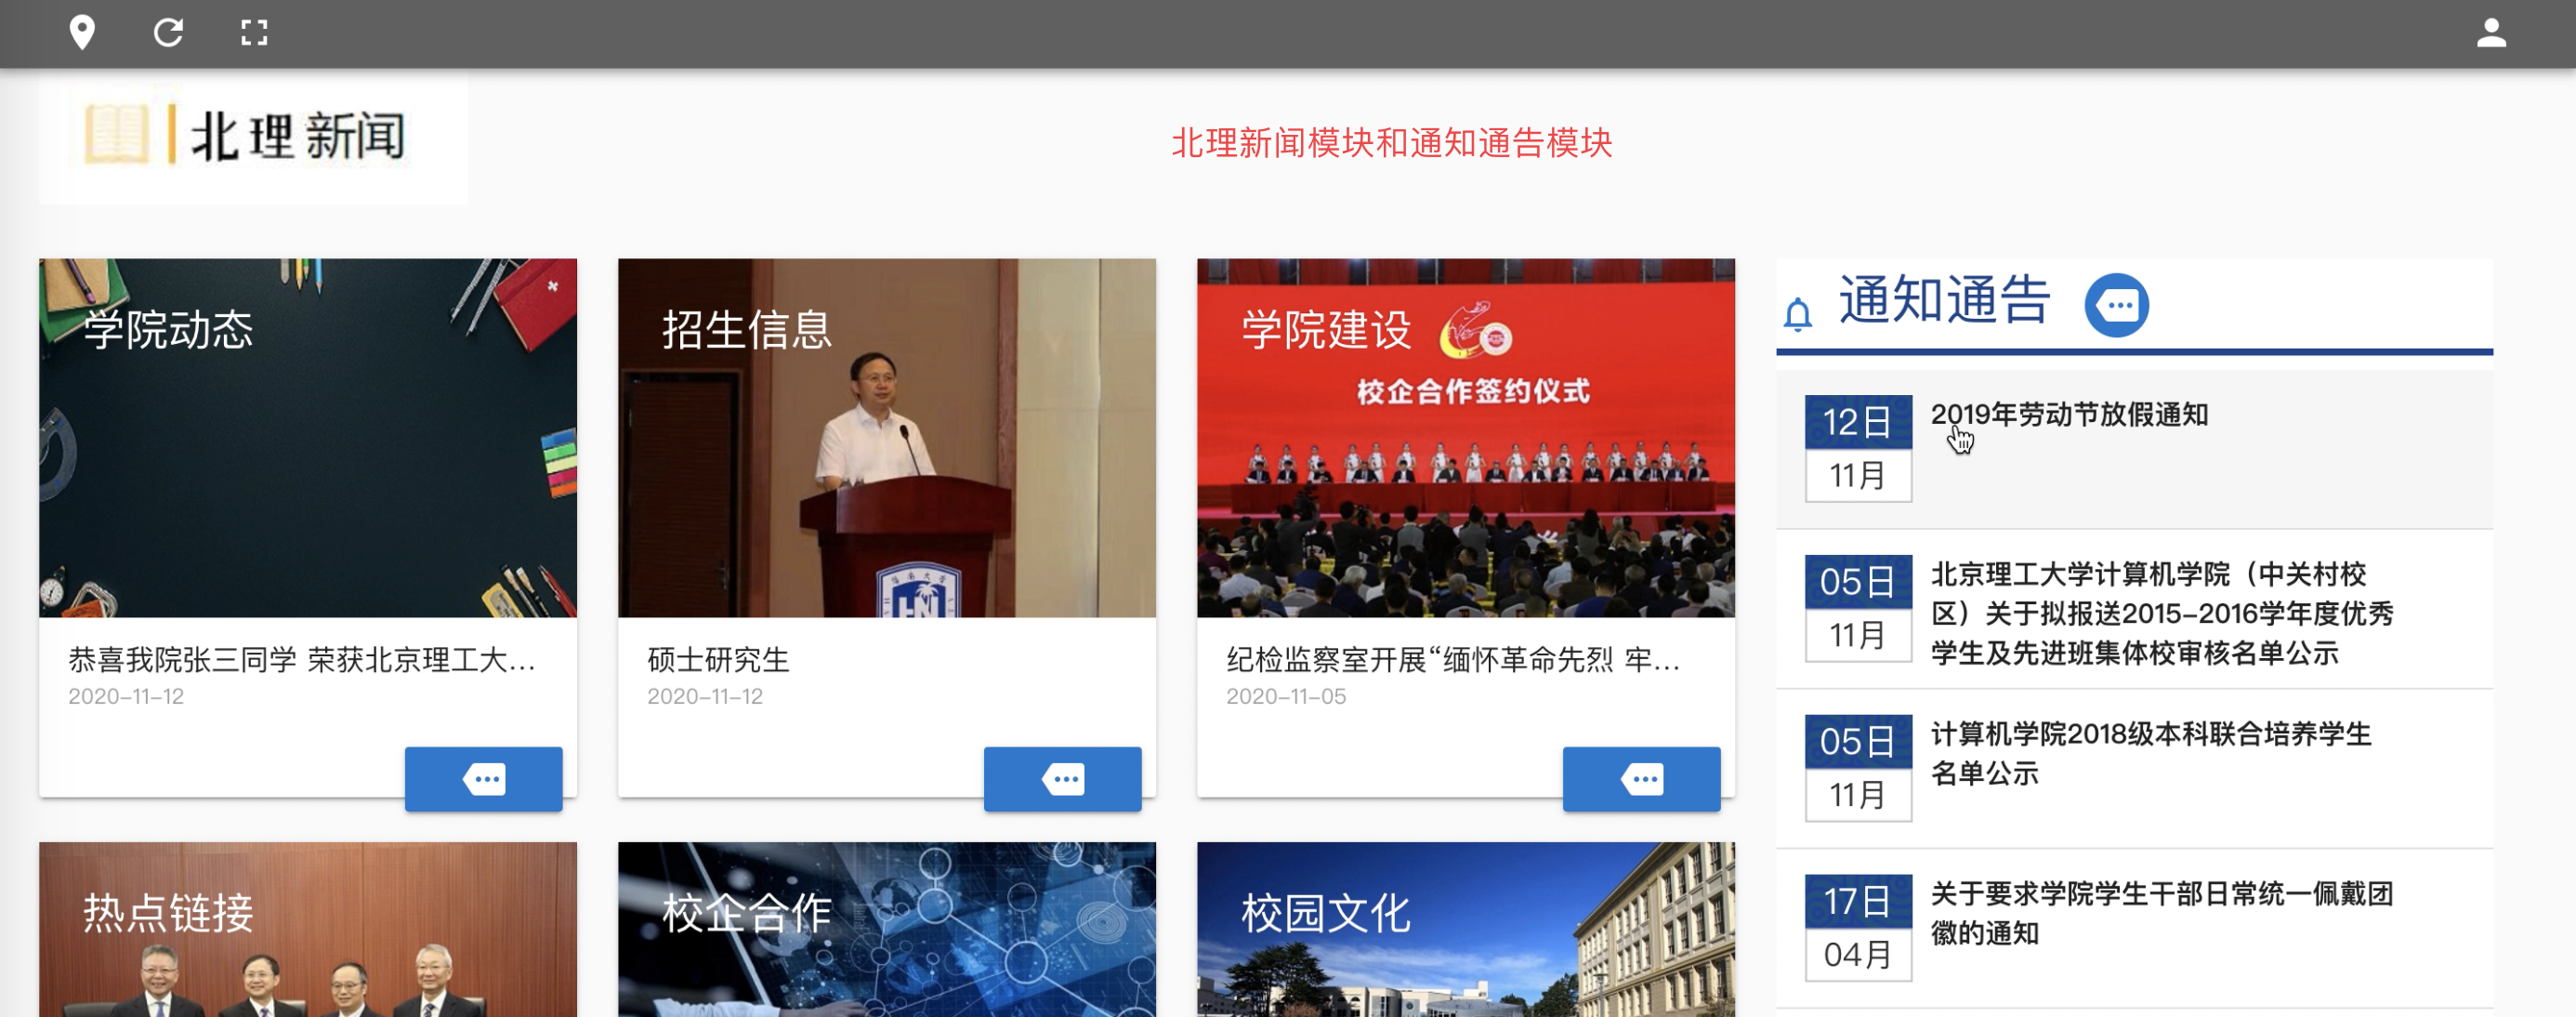 北理新闻
北理新闻模块和通知通告模块
学院动态
恭喜我院张三同学 荣获北京理工大...
2020-11-12
招生信息
硕士研究生
2020-11-12
学院建设
校企合作签约仪式
纪检监察室开展“缅怀革命先烈 牢...
2020-11-05
热点链接
校企合作
校园文化
通知通告
12日
11月
2019年劳动节放假通知
05日
11月
北京理工大学计算机学院（中关村校
区）关于拟报送2015-2016学年度优秀
学生及先进班集体校审核名单公示
05日
11月
计算机学院2018级本科联合培养学生
名单公示
17日
04月
关于要求学院学生干部日常统一佩戴团
徽的通知